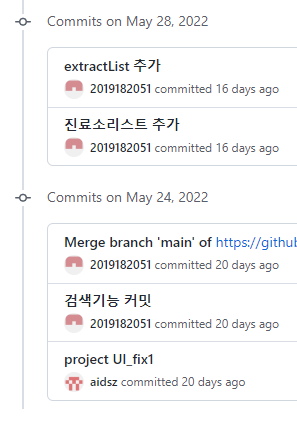 Commits on May 28, 2022
extractList 추가
2019182051 committed 16 days ago
진료소리스트 추가
2019182051 committed 16 days ago
Commits on May 24, 2022
Merge branch 'main' of https://github
2019182051 committed 20 days ago
검색기능 커밋
2019182051 committed 20 days ago
project UI_fix1
aidsz committed 20 days ago